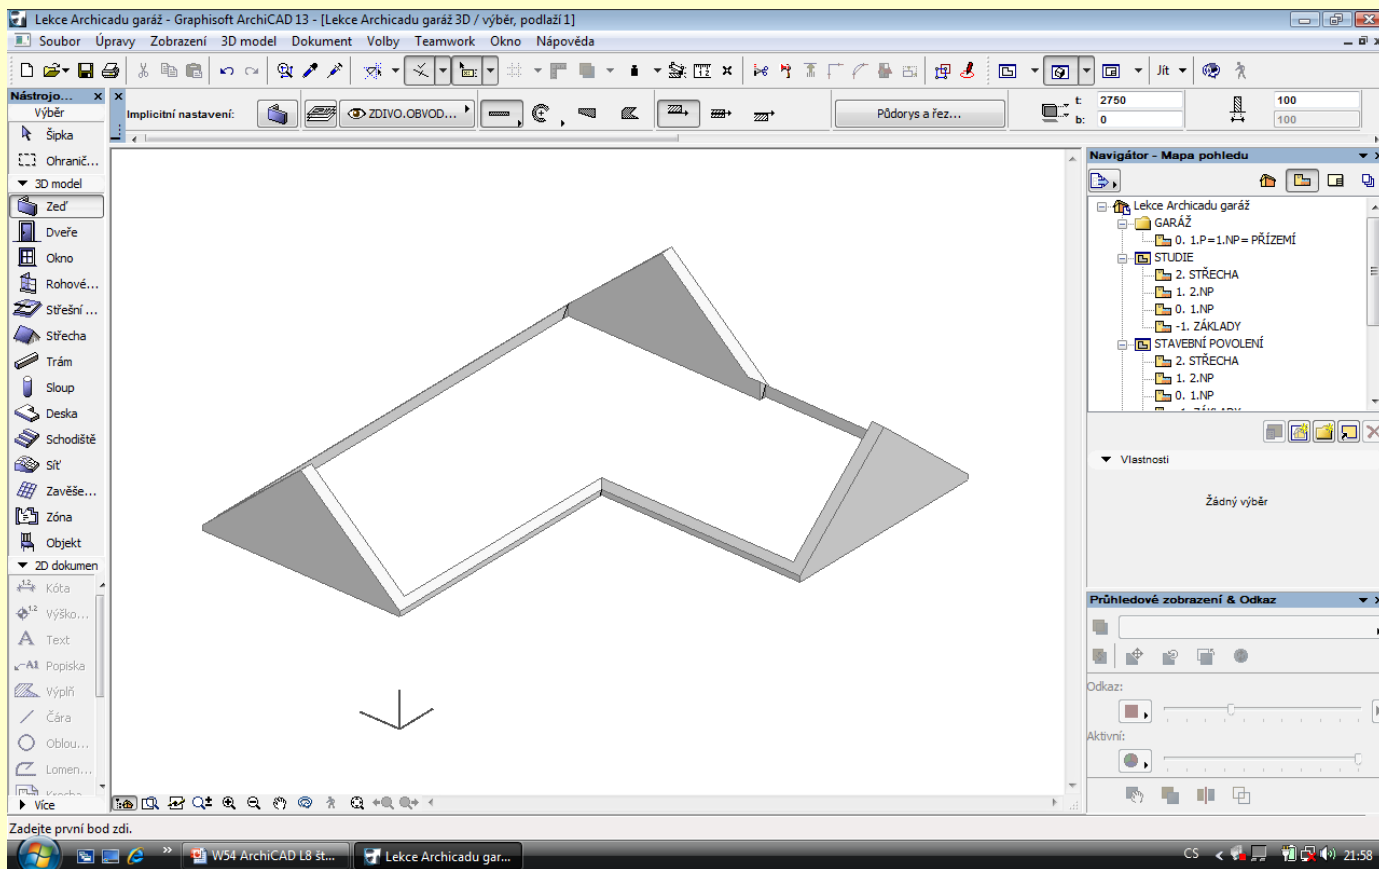 Lekce Archicadu garáž - Graphisoft ArchiCAD 13 - [Lekce Archicadu garáž 3D / výběr, podlaží 1]
Soubor Úpravy Zobrazení 3D model Dokument Volby Teamwork Okno Nápověda
Jít
Nástrojo...
Výběr
Šipka
Ohranič...
3D model
Zeď
Dveře
Okno
Rohové...
Střešní ...
Střecha
Trám
Sloup
Deska
Schodiště
Síť
Zavěše...
Zóna
Objekt
2D dokumen
Kóta
Výško...
Text
Popiska
Výplň
Čára
Oblou...
Lomen...
Více
Implicitní nastavení:
ZDIVO.OBVOD...
Půdorys a řez...
t: 2750
b: 0
100
100
Navigátor - Mapa pohledu
Lekce Archicadu garáž
GARÁŽ
0. 1.P=1.NP= PŘÍZEMÍ
STUDIE
2. STŘECHA
1. 2.NP
0. 1.NP
-1. ZÁKLADY
STAVEBNÍ POVOLENÍ
2. STŘECHA
1. 2.NP
0. 1.NP
Vlastnosti
Žádný výběr
Průhledové zobrazení & Odkaz
Odkaz:
Aktivní:
Zadejte první bod zdi.
W54 ArchiCAD L8 št...
Lekce Archicadu gar...
CS
21:58